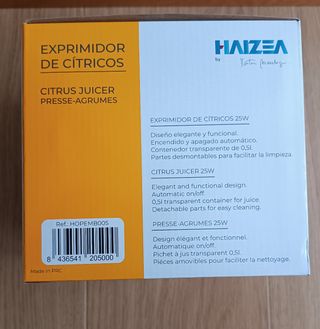 EXPRIMIDOR
DE CÍTRICOS
CITRUS JUICER
PRESSE-AGRUMES
HAIZEA
by
EXPRIMIDOR DE CÍTRICOS 25W
Diseño elegante y funcional.
Encendido y apagado automático.
Contenedor transparente de 0,5l.
Partes desmontables para facilitar la limpieza.
CITRUS JUICER 25W
Elegant and functional design.
Automatic on/off.
0,5l transparent container for juice.
Detachable parts for easy cleaning.
PRESSE-AGRUMES 25W
Design élégant et fonctionnel.
Automatique on/off.
Pichet à jus transparent 0,5l.
Pièces amovibles pour faciliter le nettoyage.
Ref.: HOPEMB005
8 436541 205000
Made in PRC